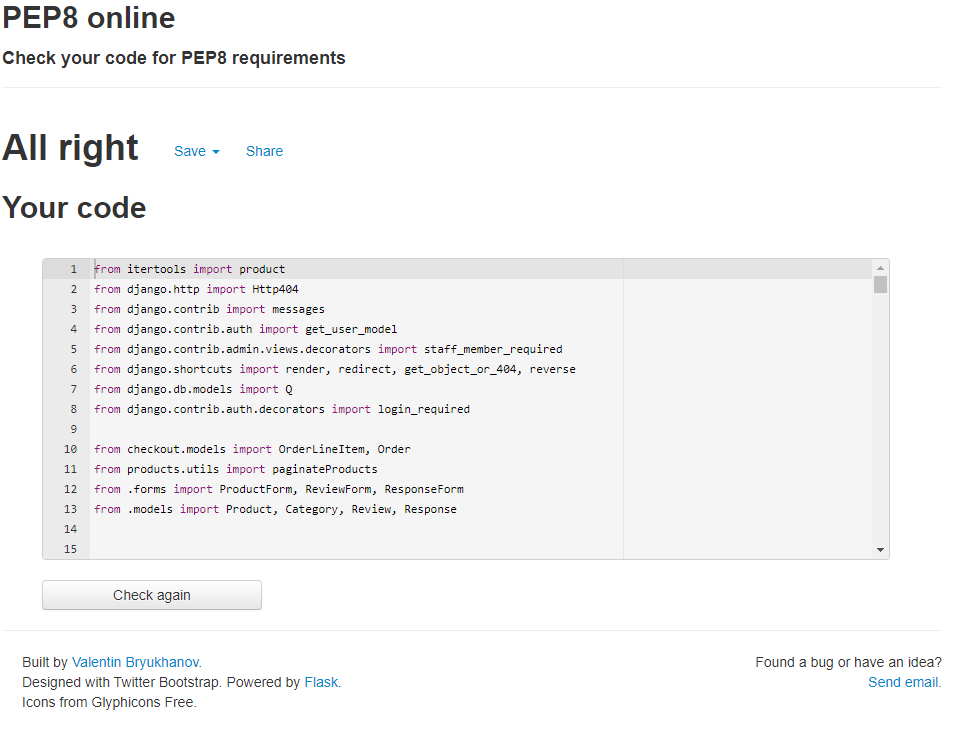 PEP8 online
Check your code for PEP8 requirements
All right Save Share
Your code
1 from itertools import product
2 from django.http import Http404
3 from django.contrib import messages
4 from django.contrib.auth import get_user_model
5 from django.contrib.admin.views.decorators import staff_member_required
6 from django.shortcuts import render, redirect, get_object_or_404, reverse
7 from django.db.models import Q
8 from django.contrib.auth.decorators import login_required
9
10 from checkout.models import OrderLineItem, Order
11 from products.utils import paginateProducts
12 from .forms import ProductForm, ReviewForm, ResponseForm
13 from .models import Product, Category, Review, Response
14
15
Check again
Built by Valentin Bryukhanov. Found a bug or have an idea?
Designed with Twitter Bootstrap. Powered by Flask. Send email.
Icons from Glyphicons Free.